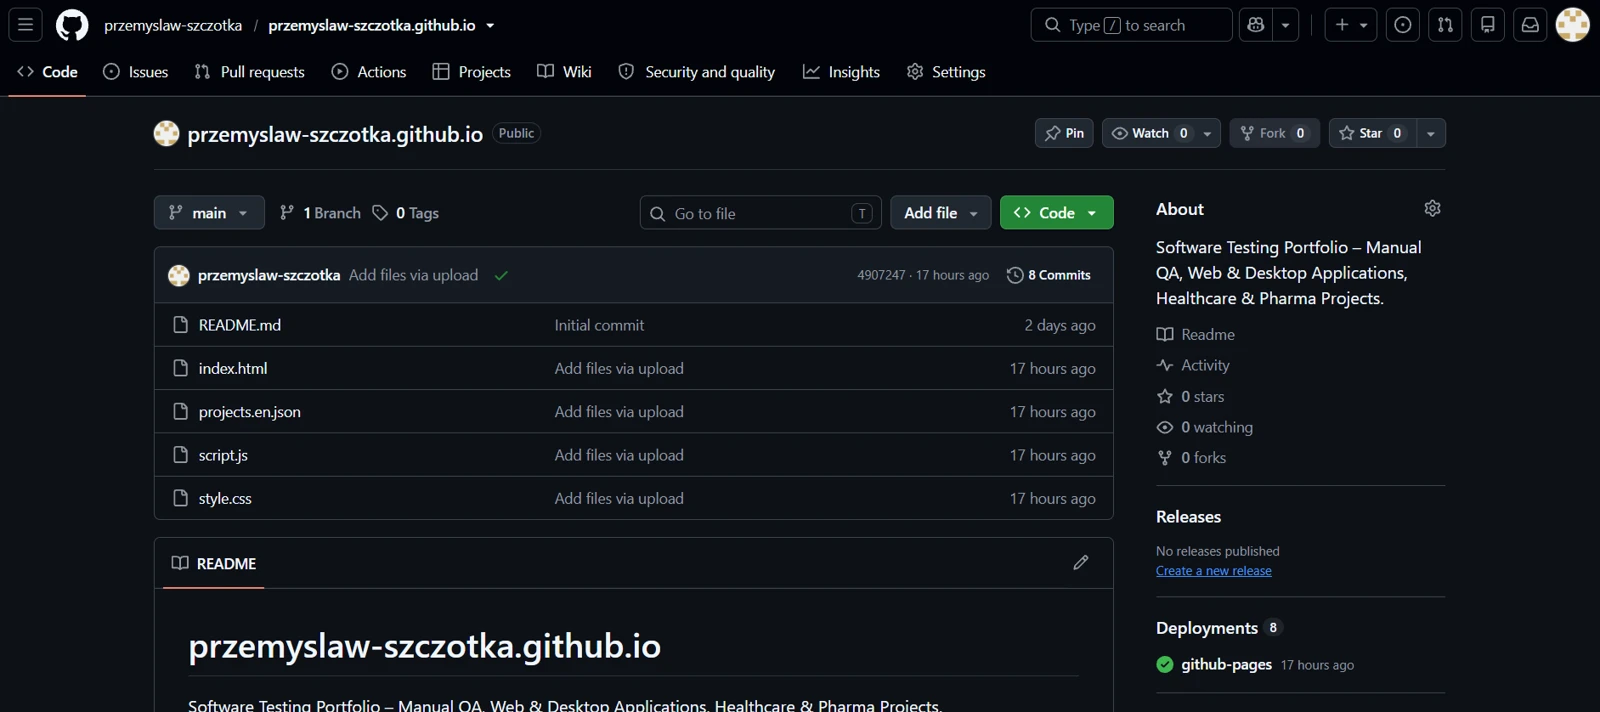 przemyslaw-szczotka / przemyslaw-szczotka.github.io
Type / to search
Code
Issues
Pull requests
Actions
Projects
Wiki
Security and quality
Insights
Settings
przemyslaw-szczotka.github.io Public
Pin
Watch 0
Fork 0
Star 0
main
1 Branch
0 Tags
Go to file T
Add file
Code
przemyslaw-szczotka Add files via upload 4907247 · 17 hours ago 8 Commits
README.md Initial commit 2 days ago
index.html Add files via upload 17 hours ago
projects.en.json Add files via upload 17 hours ago
script.js Add files via upload 17 hours ago
style.css Add files via upload 17 hours ago
README
przemyslaw-szczotka.github.io
Software Testing Portfolio – Manual QA, Web & Desktop Applications, Healthcare & Pharma Projects.
About
Software Testing Portfolio – Manual
QA, Web & Desktop Applications,
Healthcare & Pharma Projects.
Readme
Activity
0 stars
0 watching
0 forks
Releases
No releases published
Create a new release
Deployments 8
github-pages 17 hours ago